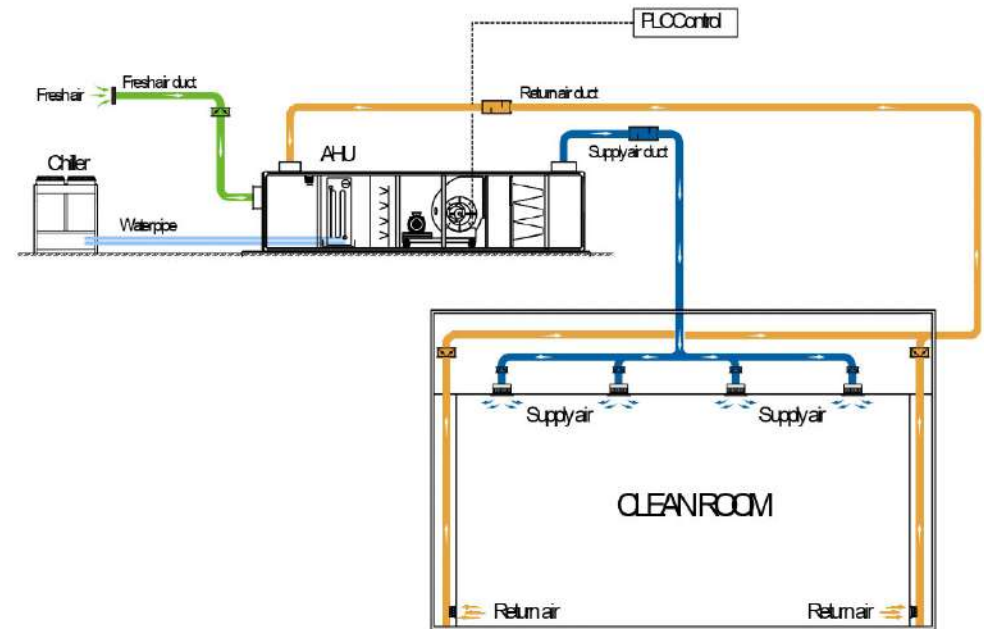 PLC Control
Fresh air duct
Fresh air
Return air duct
Supply air duct
AHU
Chiller
Water pipe
Supply air
Supply air
CLEAN ROOM
Return air
Return air